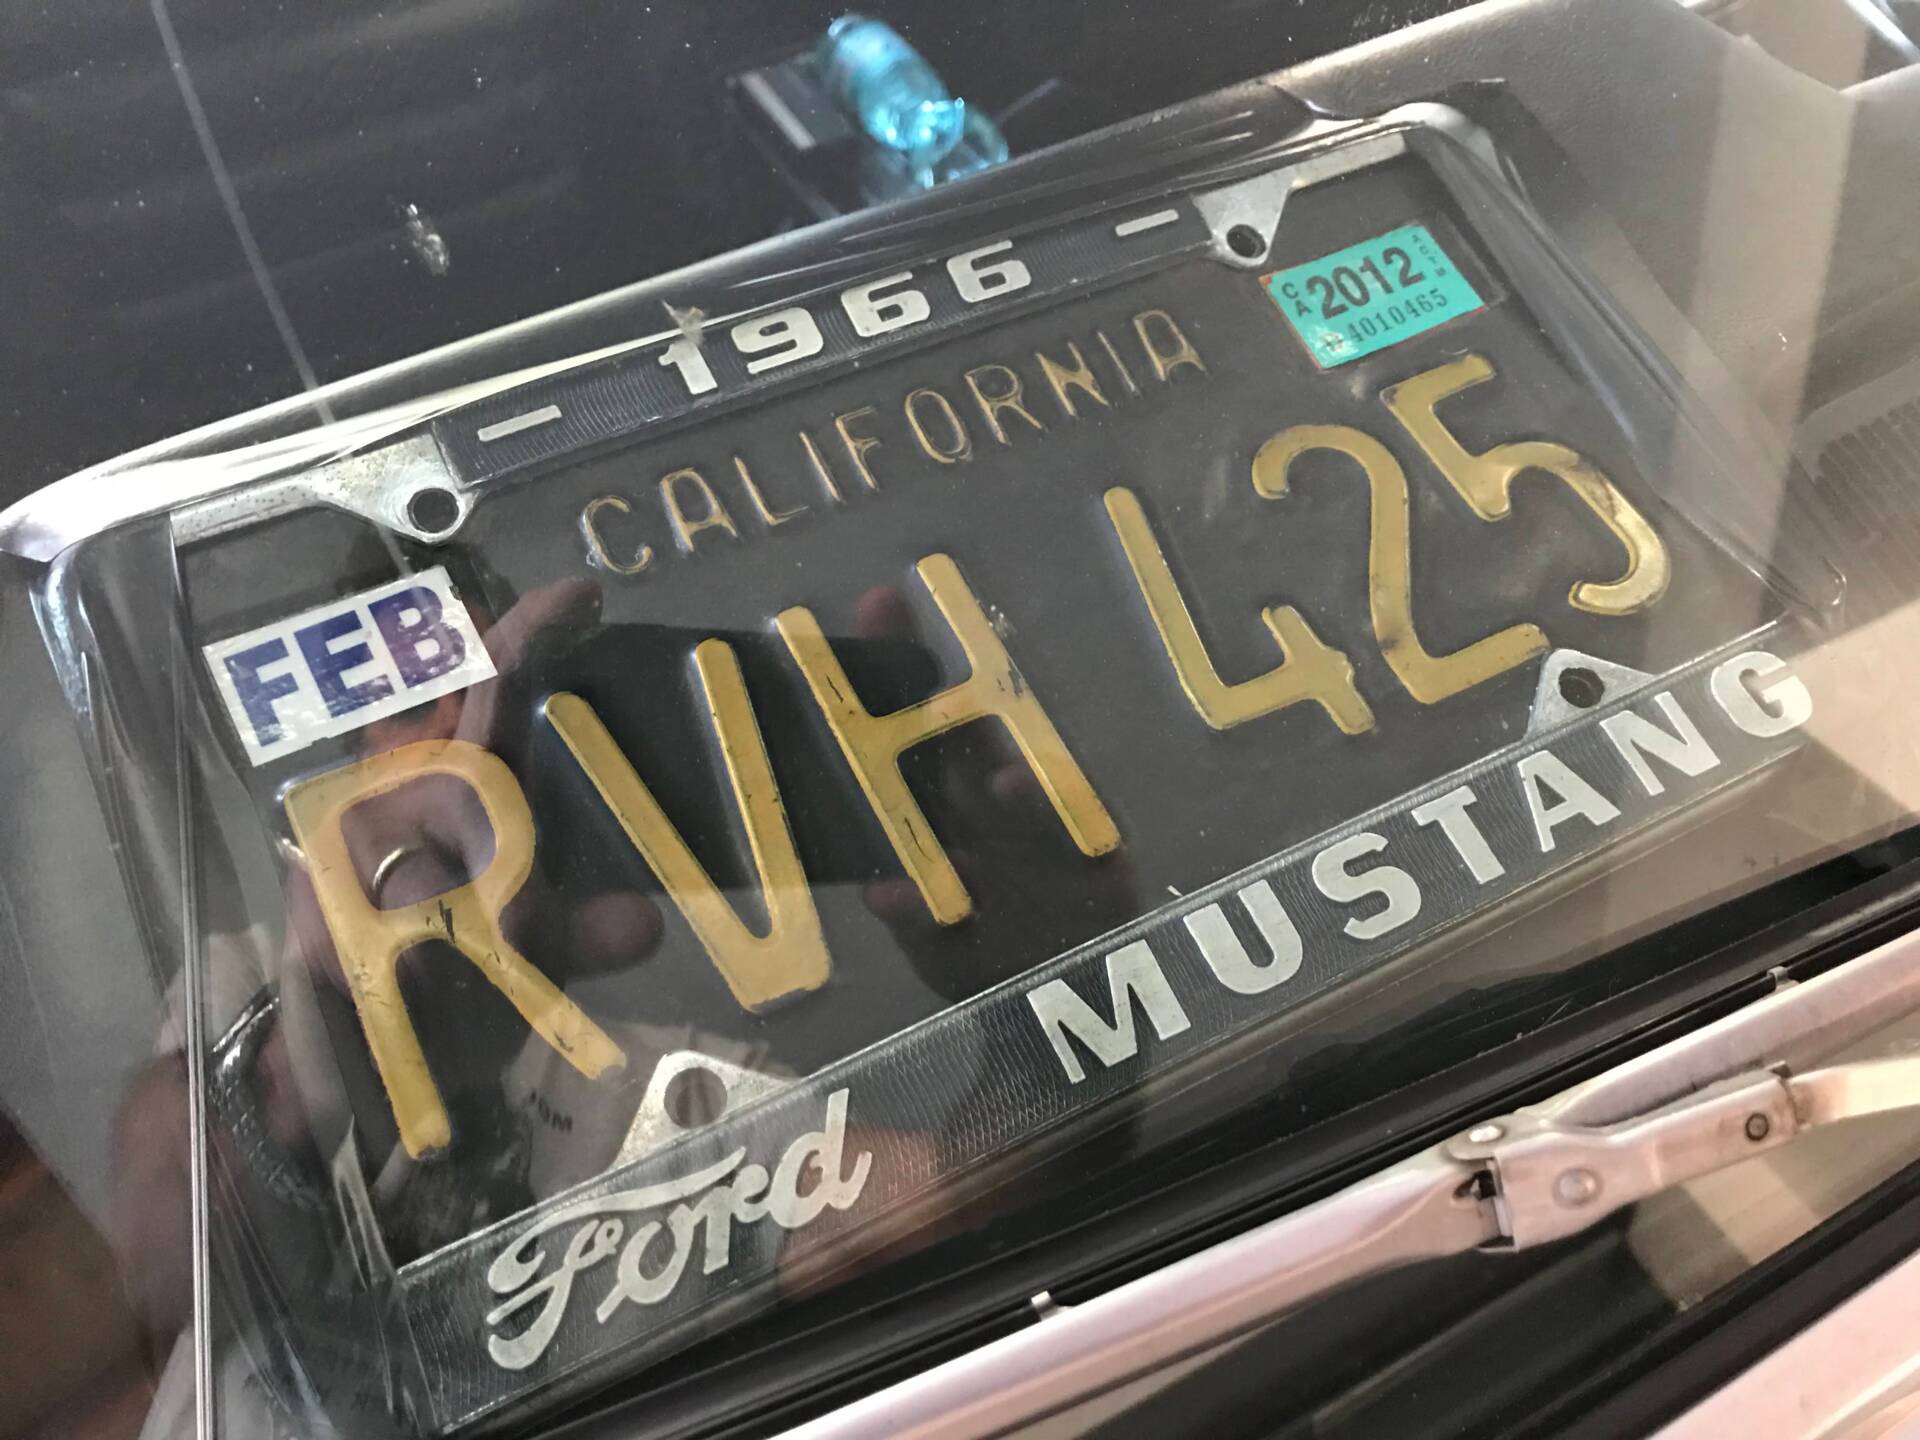 - 1966 -
CALIFORNIA
CA 2012
4010465
FEB
RVH 425
Ford MUSTANG